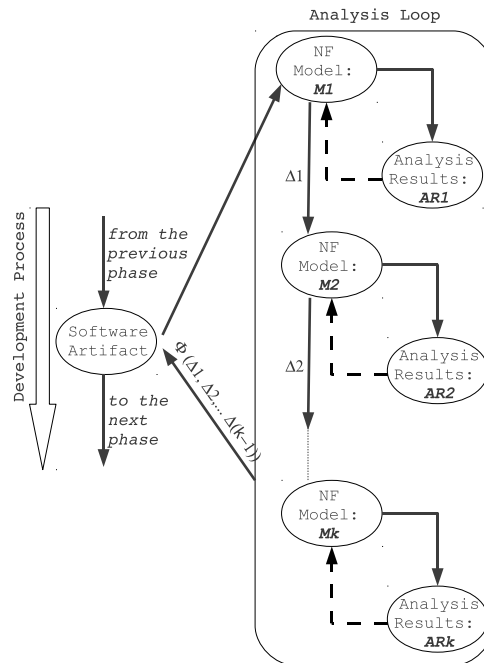 Analysis Loop
NF
Model:
M1
Analysis
Results:
AR1
Δ1
Development Process
from the
previous
phase
NF
Model:
M2
Software
Artifact
Φ (Δ1, Δ2,... Δ(k−1))
Δ2
Analysis
Results:
AR2
to the
next
phase
NF
Model:
Mk
Analysis
Results:
ARk